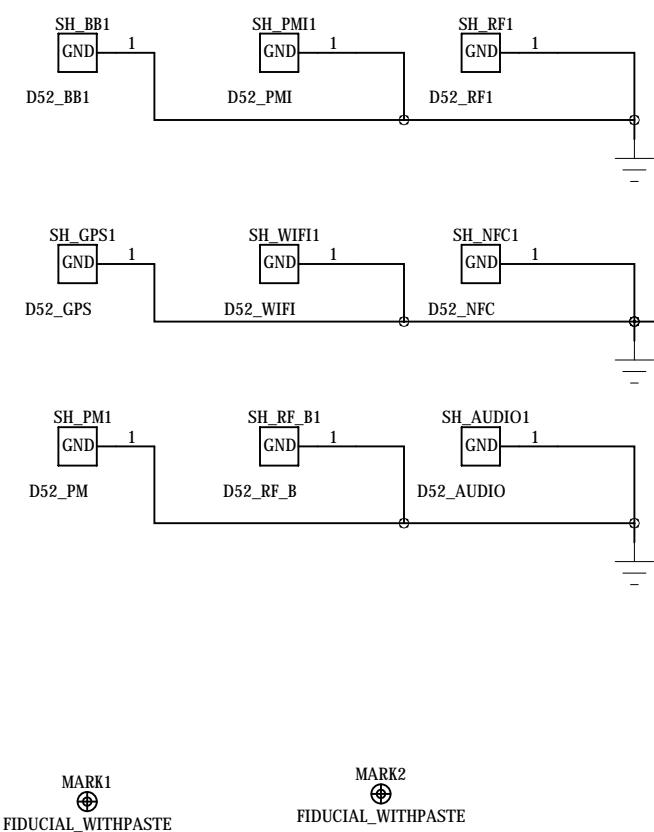 SH_BB1 SH_PMI1 SH_RF1
GND 1 GND 1 GND 1
D52_BB1 D52_PMI D52_RF1
SH_GPS1 SH_WIFI1 SH_NFC1
GND 1 GND 1 GND 1
D52_GPS D52_WIFI D52_NFC
SH_PM1 SH_RF_B1 SH_AUDIO1
GND 1 GND 1 GND 1
D52_PM D52_RF_B D52_AUDIO
MARK1 MARK2
FIDUCIAL_WITHPASTE FIDUCIAL_WITHPASTE